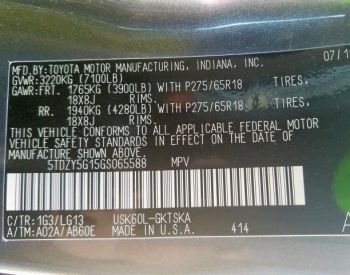 MFD.BY:TOYOTA MOTOR MANUFACTURING, INDIANA, INC. 07/1
GVWR:3220KG (7100LB)
GAWR:FRT. 1765KG (3900LB) WITH P275/65R18 TIRES,
18X8J RIMS.
RR. 1940KG (4280LB) WITH P275/65R18 TIRES,
18X8J RIMS.
THIS VEHICLE CONFORMS TO ALL APPLICABLE FEDERAL MOTOR
VEHICLE SAFETY STANDARDS IN EFFECT ON THE DATE OF
MANUFACTURE SHOWN ABOVE.
5TDZY5G15GS065588 MPV
C/TR:1G3/LG13 USK60L-GKTSKA
A/TM:A02A/AB60E MADE IN U.S.A. 414